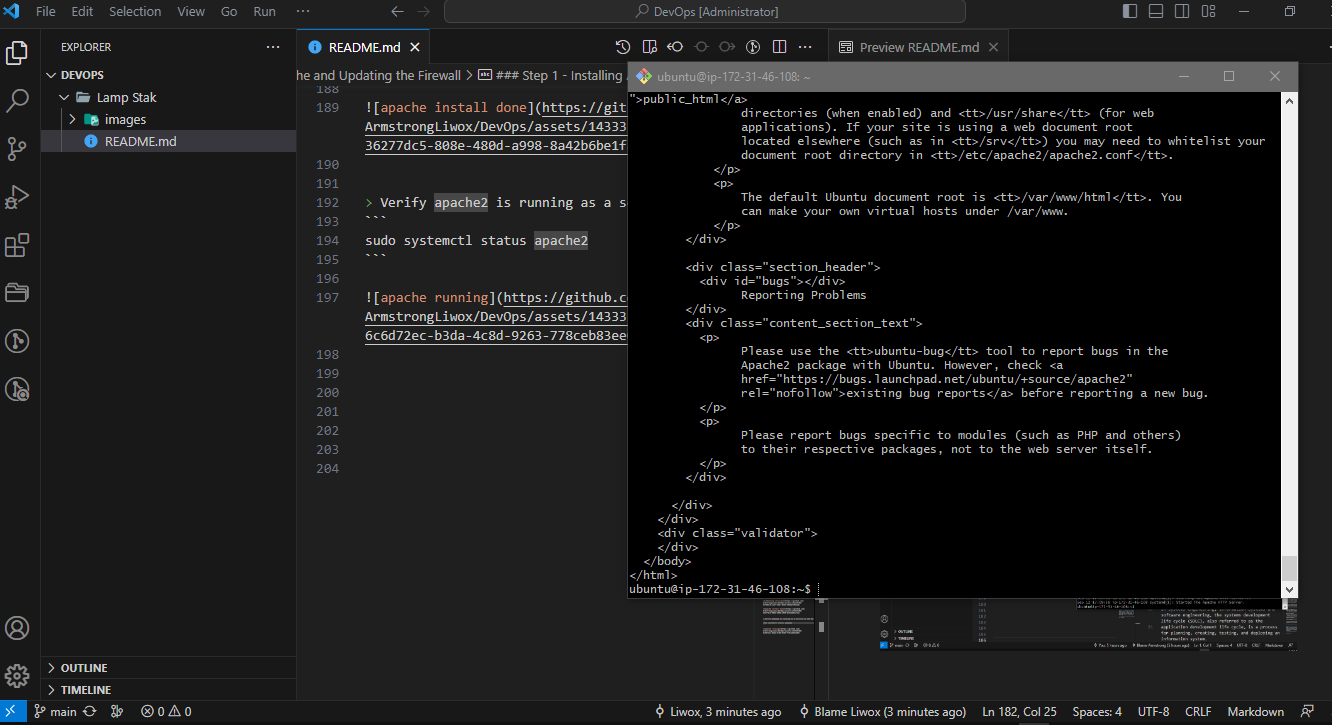 File Edit Selection View Go Run ··· DevOps [Administrator]
EXPLORER ···
README.md
Preview README.md
DEVOPS
Lamp Stak
images
README.md
OUTLINE
TIMELINE
he and Updating the Firewall > ### Step 1 - Installing
188
189 ![apache install done](https://git
ArmstrongLiwox/DevOps/assets/14333
36277dc5-808e-480d-a998-8a42b6be1f
190
191
192 > Verify apache2 is running as a s
193 ```
194 sudo systemctl status apache2
195 ```
196
197 ![apache running](https://github.c
ArmstrongLiwox/DevOps/assets/14333
6c6d72ec-b3da-4c8d-9263-778ceb83ee
198
199
200
201
202
203
204
ubuntu@ip-172-31-46-108: ~
">public_html</a>
directories (when enabled) and <tt>/usr/share</tt> (for web
applications). If your site is using a web document root
located elsewhere (such as in <tt>/srv</tt>) you may need to whitelist your
document root directory in <tt>/etc/apache2/apache2.conf</tt>.
</p>
<p>
The default Ubuntu document root is <tt>/var/www/html</tt>. You
can make your own virtual hosts under /var/www.
</p>
</div>
<div class="section_header">
<div id="bugs"></div>
Reporting Problems
</div>
<div class="content_section_text">
<p>
Please use the <tt>ubuntu-bug</tt> tool to report bugs in the
Apache2 package with Ubuntu. However, check <a
href="https://bugs.launchpad.net/ubuntu/+source/apache2"
rel="nofollow">existing bug reports</a> before reporting a new bug.
</p>
<p>
Please report bugs specific to modules (such as PHP and others)
to their respective packages, not to the web server itself.
</p>
</div>
</div>
</div>
<div class="validator">
</div>
</body>
</html>
ubuntu@ip-172-31-46-108:~$
main 0 0 Liwox, 3 minutes ago Blame Liwox (3 minutes ago) Ln 182, Col 25 Spaces: 4 UTF-8 CRLF Markdown